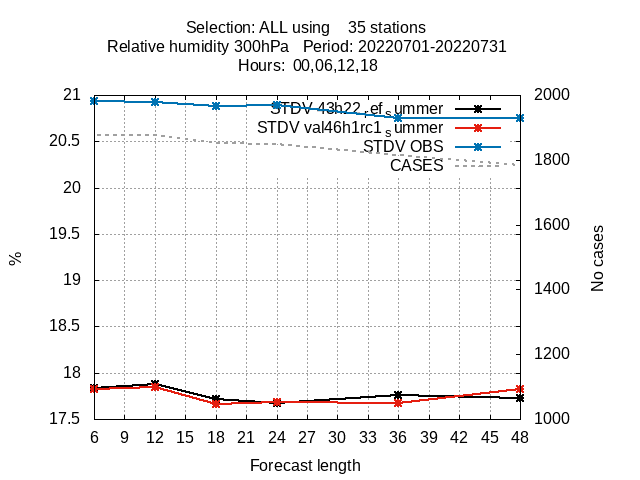 Selection: ALL using 35 stations
Relative humidity 300hPa Period: 20220701-20220731
Hours: 00,06,12,18
21
20.5
20
19.5
19
18.5
18
17.5
2000
1800
1600
1400
1200
1000
STDV 43h22_ref_summer
STDV val46h1rc1_summer
STDV OBS
CASES
%
No cases
6 9 12 15 18 21 24 27 30 33 36 39 42 45 48
Forecast length